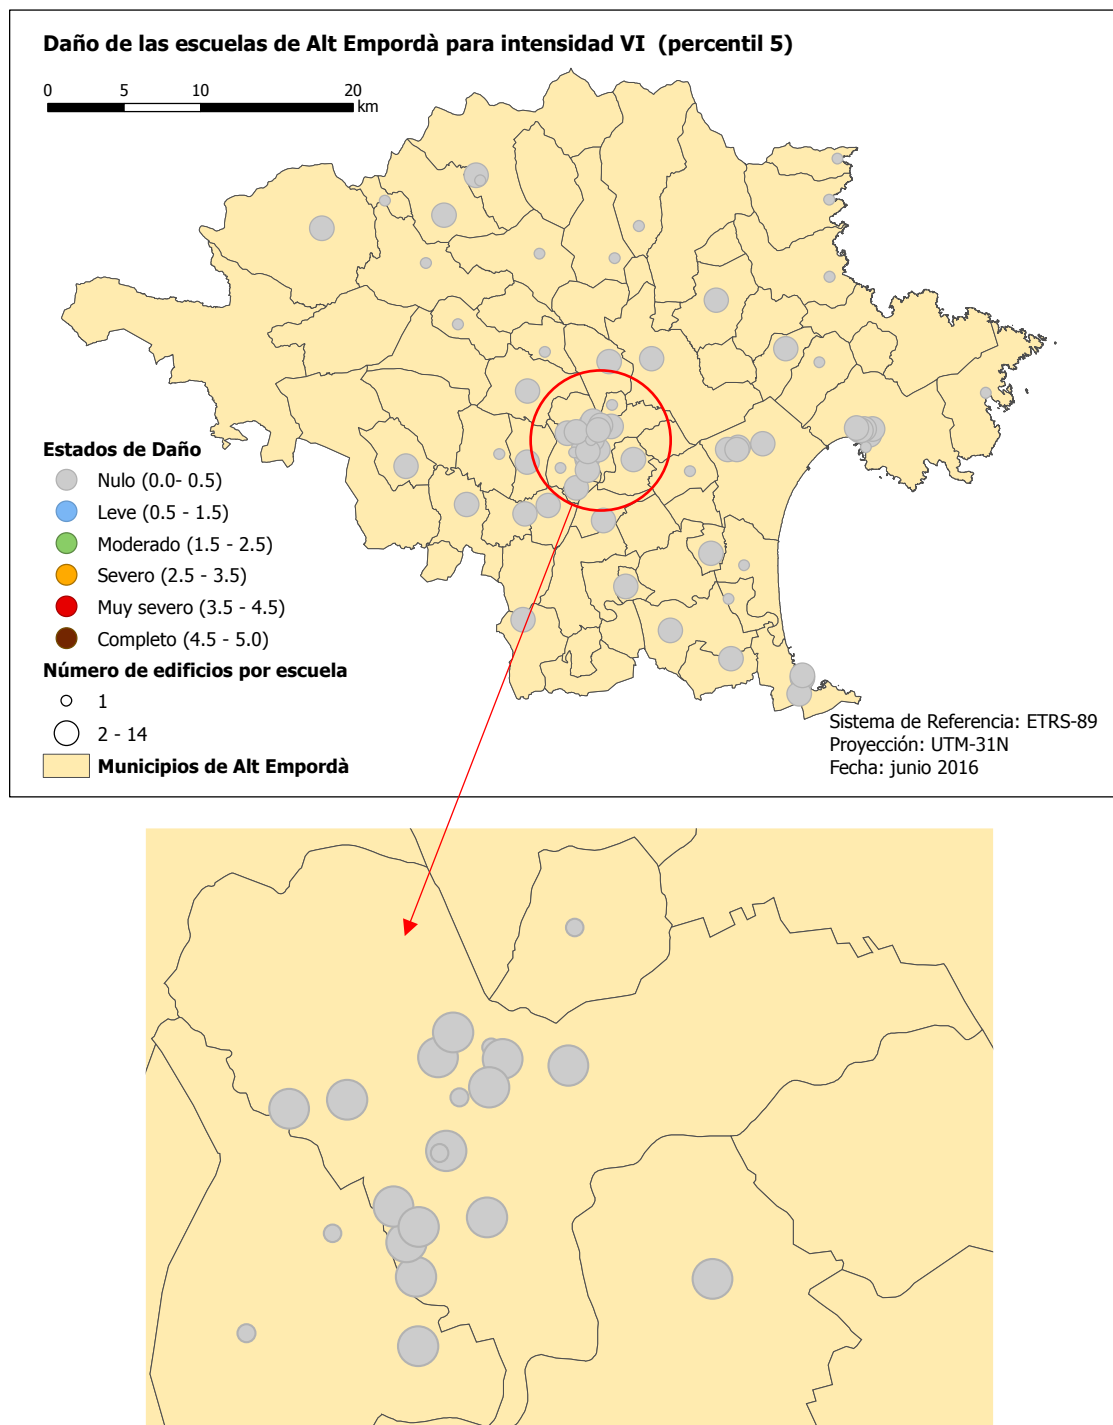 Daño de las escuelas de Alt Empordà para intensidad VI (percentil 5)
0 5 10 20
km
Estados de Daño
Nulo (0.0- 0.5)
Leve (0.5 - 1.5)
Moderado (1.5 - 2.5)
Severo (2.5 - 3.5)
Muy severo (3.5 - 4.5)
Completo (4.5 - 5.0)
Número de edificios por escuela
1
2 - 14
Municipios de Alt Empordà
Sistema de Referencia: ETRS-89
Proyección: UTM-31N
Fecha: junio 2016